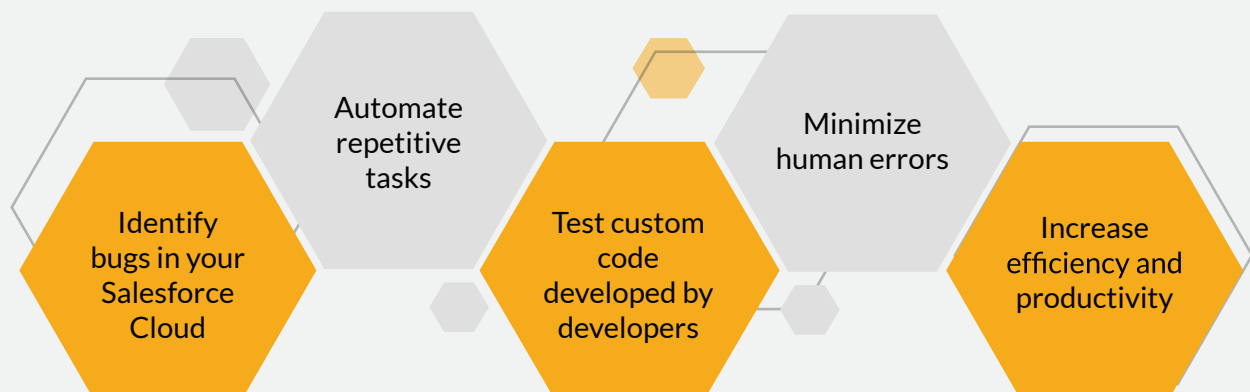 Identify
bugs in your
Salesforce
Cloud
Automate
repetitive
tasks
Test custom
code
developed by
developers
Minimize
human errors
Increase
efficiency and
productivity